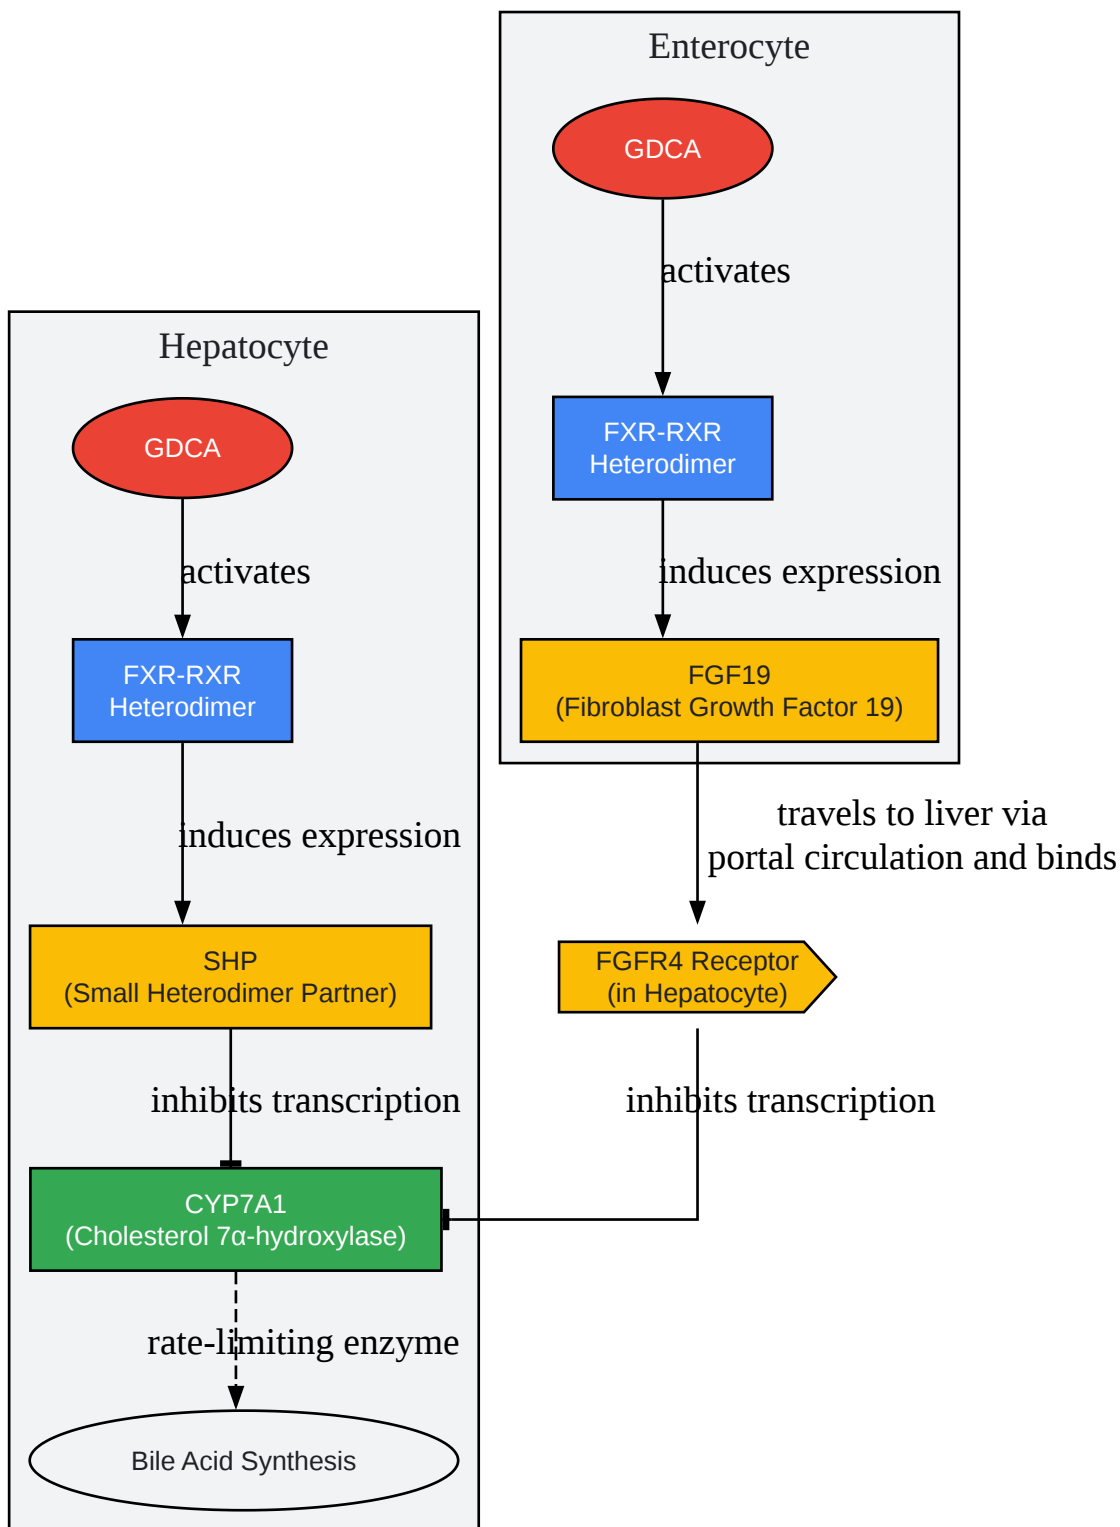 Enterocyte
GDCA
activates
FXR-RXR
Heterodimer
induces expression
FGF19
(Fibroblast Growth Factor 19)
travels to liver via
portal circulation and binds
FGFR4 Receptor
(in Hepatocyte)
inhibits transcription
Hepatocyte
GDCA
activates
FXR-RXR
Heterodimer
induces expression
SHP
(Small Heterodimer Partner)
inhibits transcription
CYP7A1
(Cholesterol 7α-hydroxylase)
rate-limiting enzyme
Bile Acid Synthesis